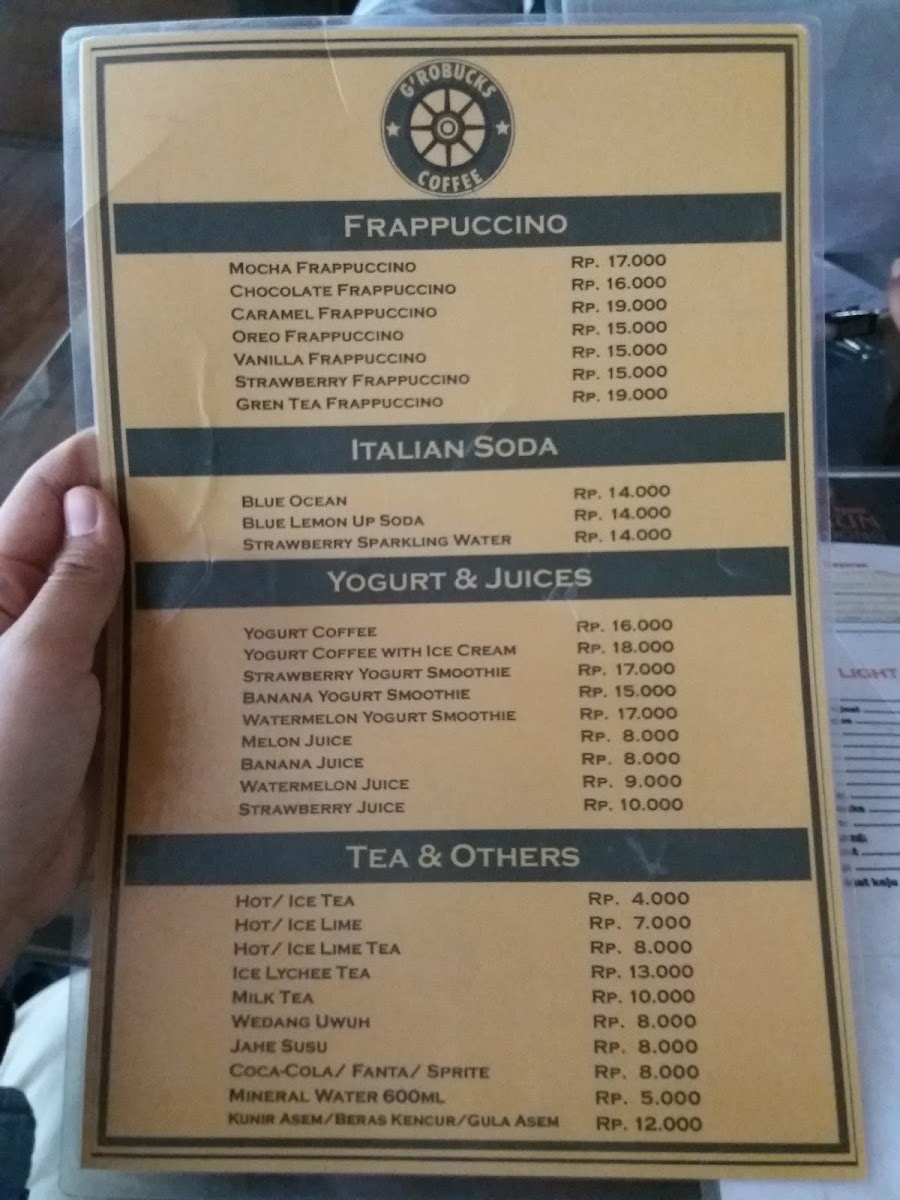 G'ROBUCKS
COFFEE
FRAPPUCCINO
MOCHA FRAPPUCCINO RP. 17.000
CHOCOLATE FRAPPUCCINO RP. 16.000
CARAMEL FRAPPUCCINO RP. 19.000
OREO FRAPPUCCINO RP. 15.000
VANILLA FRAPPUCCINO RP. 15.000
STRAWBERRY FRAPPUCCINO RP. 15.000
GREN TEA FRAPPUCCINO RP. 19.000
ITALIAN SODA
BLUE OCEAN RP. 14.000
BLUE LEMON UP SODA RP. 14.000
STRAWBERRY SPARKLING WATER RP. 14.000
YOGURT & JUICES
YOGURT COFFEE RP. 16.000
YOGURT COFFEE WITH ICE CREAM RP. 18.000
STRAWBERRY YOGURT SMOOTHIE RP. 17.000
BANANA YOGURT SMOOTHIE RP. 15.000
WATERMELON YOGURT SMOOTHIE RP. 17.000
MELON JUICE RP. 8.000
BANANA JUICE RP. 8.000
WATERMELON JUICE RP. 9.000
STRAWBERRY JUICE RP. 10.000
TEA & OTHERS
HOT/ ICE TEA RP. 4.000
HOT/ ICE LIME RP. 7.000
HOT/ ICE LIME TEA RP. 8.000
ICE LYCHEE TEA RP. 13.000
MILK TEA RP. 10.000
WEDANG UWUH RP. 8.000
JAHE SUSU RP. 8.000
COCA-COLA/ FANTA/ SPRITE RP. 8.000
MINERAL WATER 600ML RP. 5.000
KUNIR ASEM/BERAS KENCUR/GULA ASEM RP. 12.000
LIGHT
keju